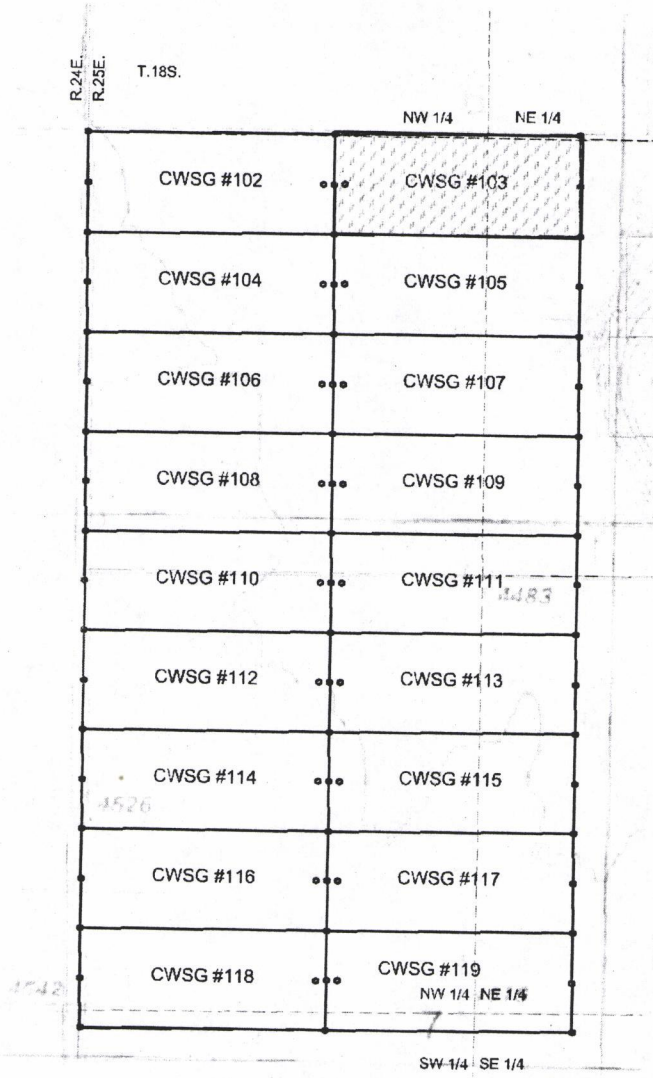 R.24E.
R.25E.
T.18S.
NW 1/4 NE 1/4
CWSG #102 CWSG #103
CWSG #104 CWSG #105
CWSG #106 CWSG #107
CWSG #108 CWSG #109
CWSG #110 CWSG #111
4483
CWSG #112 CWSG #113
CWSG #114 CWSG #115
4526
CWSG #116 CWSG #117
CWSG #118 CWSG #119
NW 1/4 NE 1/4
4542
7
SW 1/4 SE 1/4